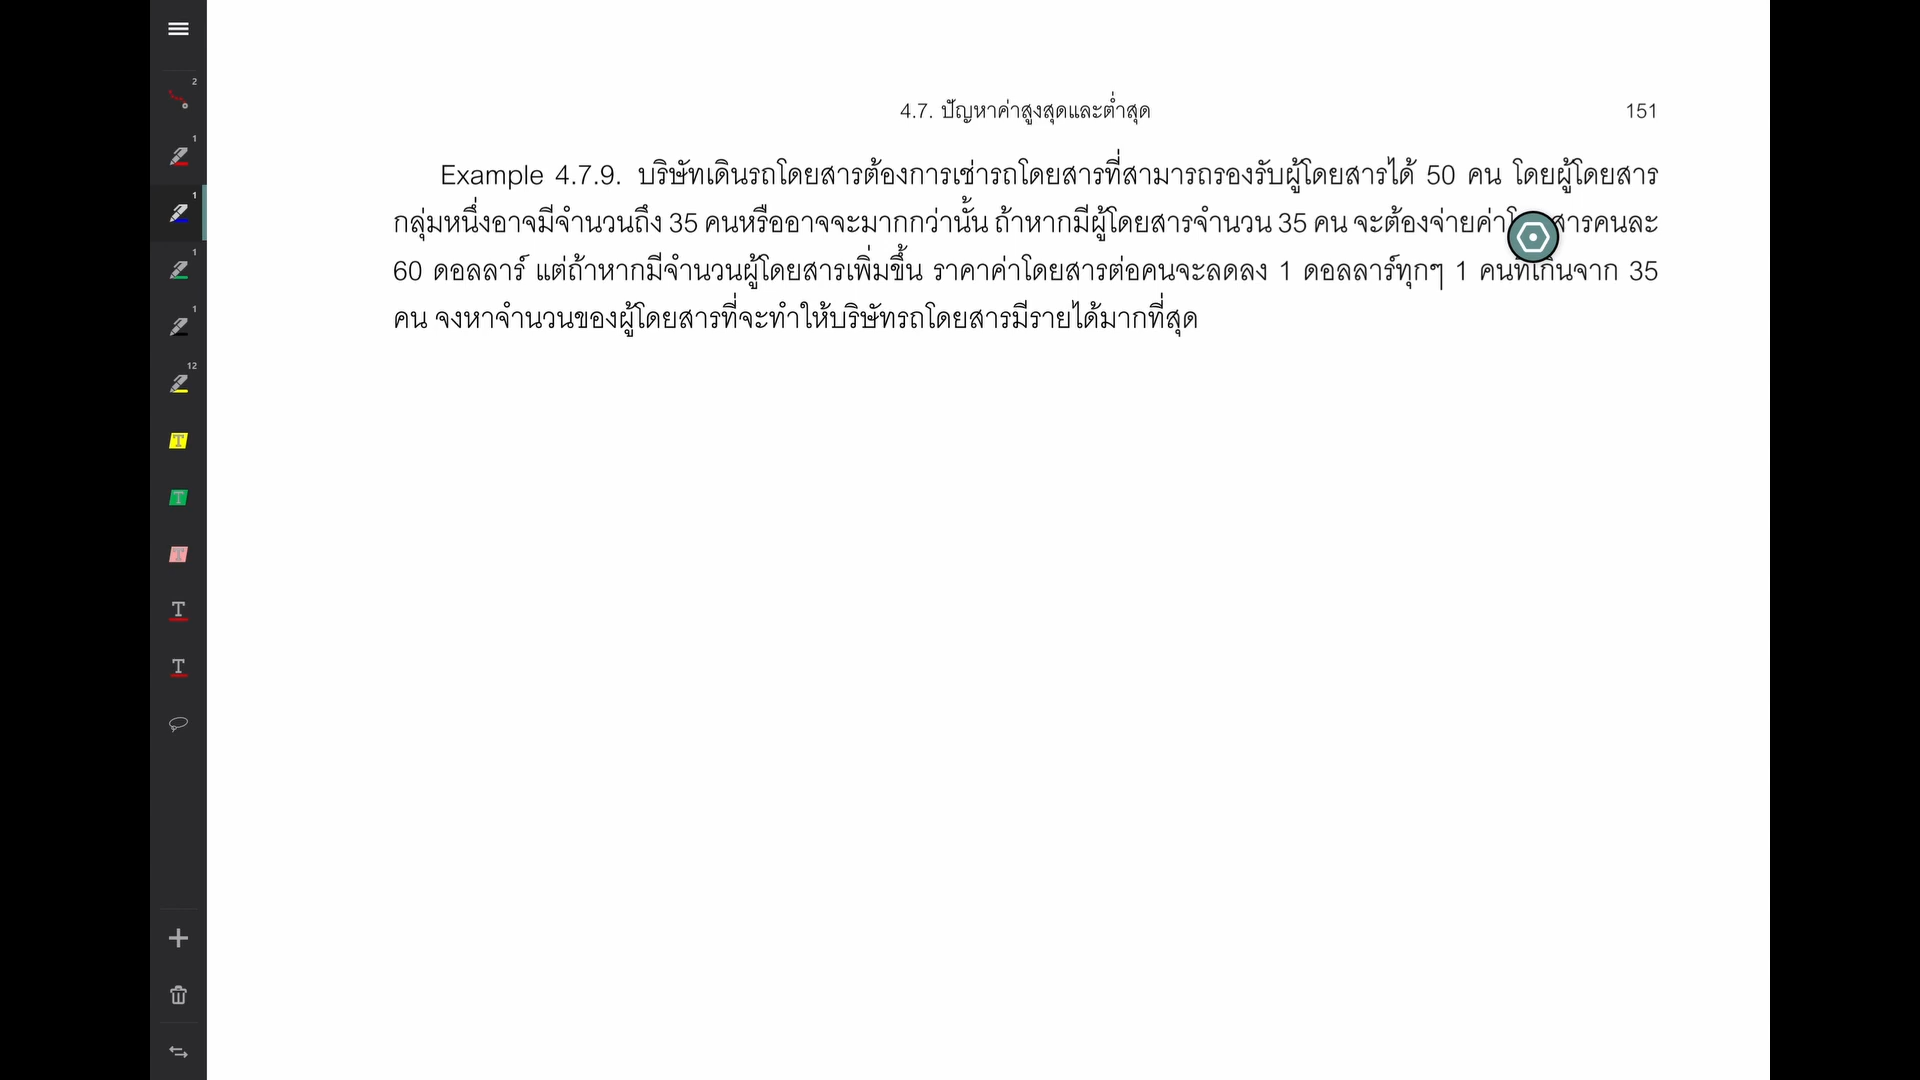 2
1
1
1
1
12
4.7. ปัญหาค่าสูงสุดและต่ำสุด 151
Example 4.7.9. บริษัทเดินรถโดยสารต้องการเช่ารถโดยสารที่สามารถรองรับผู้โดยสารได้ 50 คน โดยผู้โดยสาร
กลุ่มหนึ่งอาจมีจำนวนถึง 35 คนหรืออาจจะมากกว่านั้น ถ้าหากมีผู้โดยสารจำนวน 35 คน จะต้องจ่ายค่าโดยสารคนละ
60 ดอลลาร์ แต่ถ้าหากมีจำนวนผู้โดยสารเพิ่มขึ้น ราคาค่าโดยสารต่อคนจะลดลง 1 ดอลลาร์ทุกๆ 1 คนที่เกินจาก 35
คน จงหาจำนวนของผู้โดยสารที่จะทำให้บริษัทรถโดยสารมีรายได้มากที่สุด